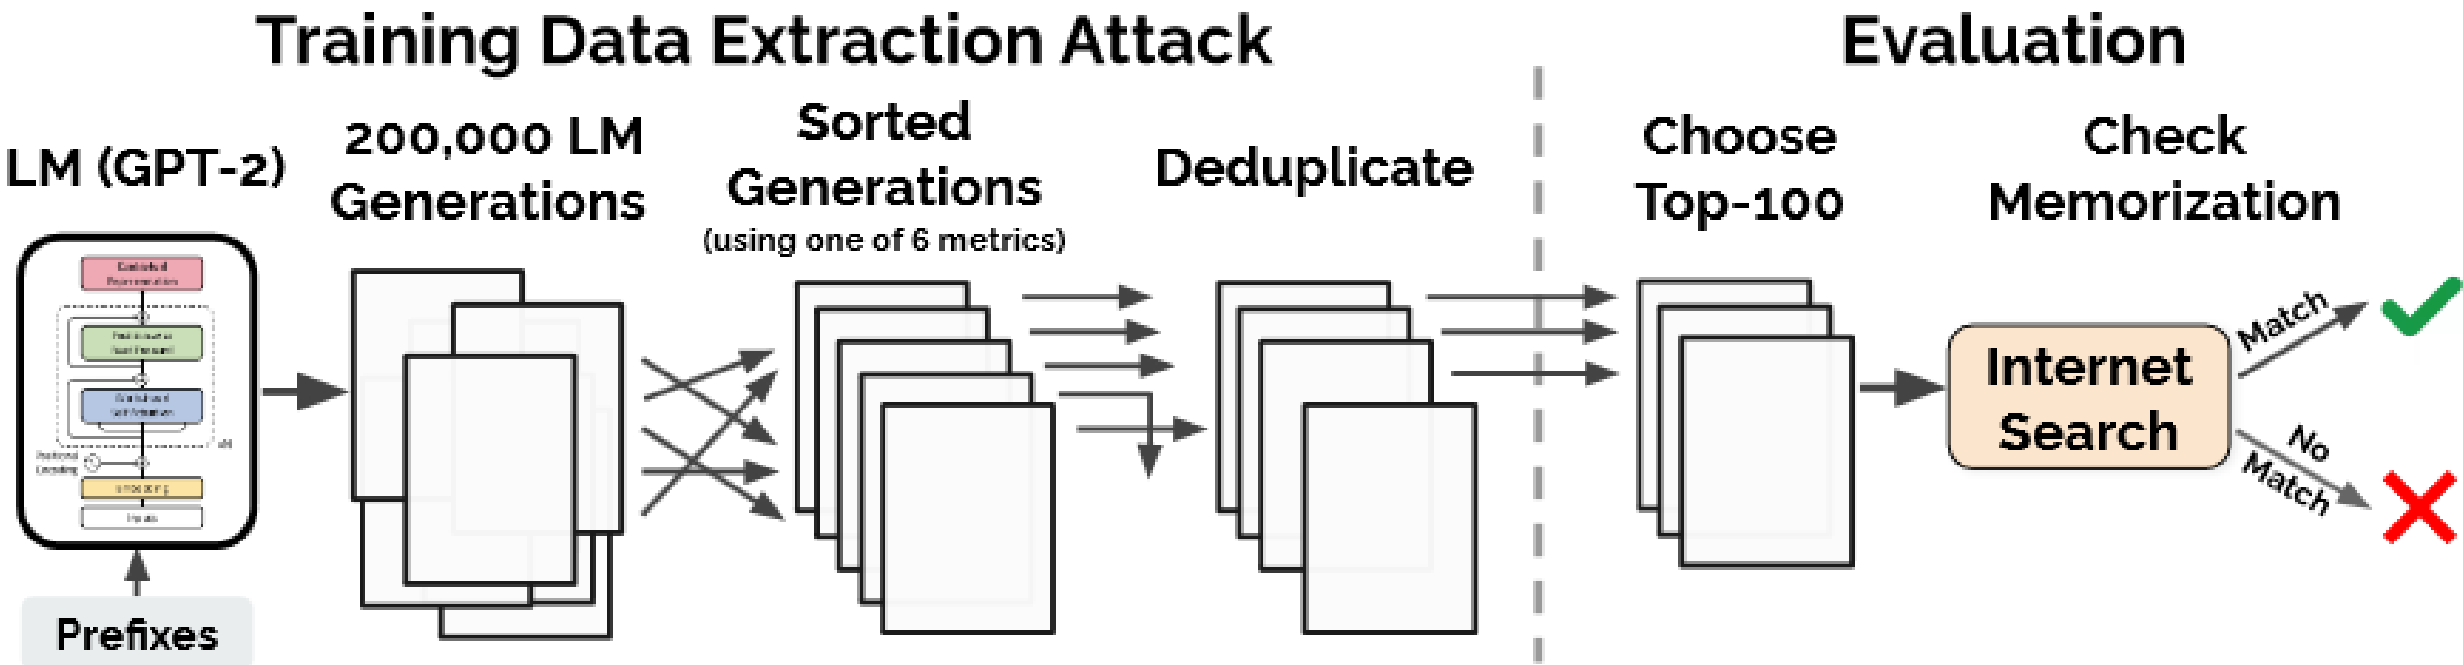 Training Data Extraction Attack
Evaluation
LM (GPT-2)
200,000 LM
Generations
Sorted
Generations
(using one of 6 metrics)
Deduplicate
Choose
Top-100
Check
Memorization
Prefixes
Internet
Search
Match
No
Match